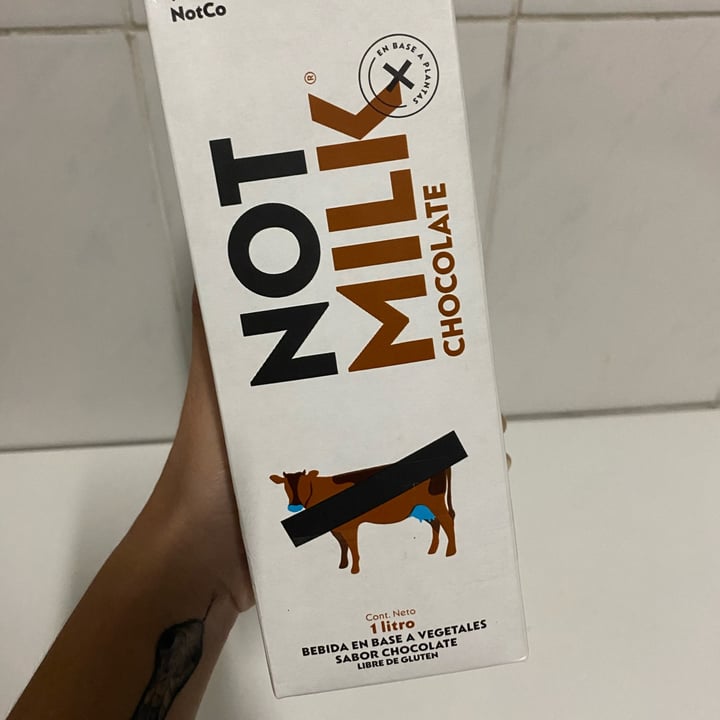 NotCo
EN BASE A PLANTAS
NOT
MILK®
CHOCOLATE
Cont. Neto
1 litro
BEBIDA EN BASE A VEGETALES
SABOR CHOCOLATE
LIBRE DE GLUTEN